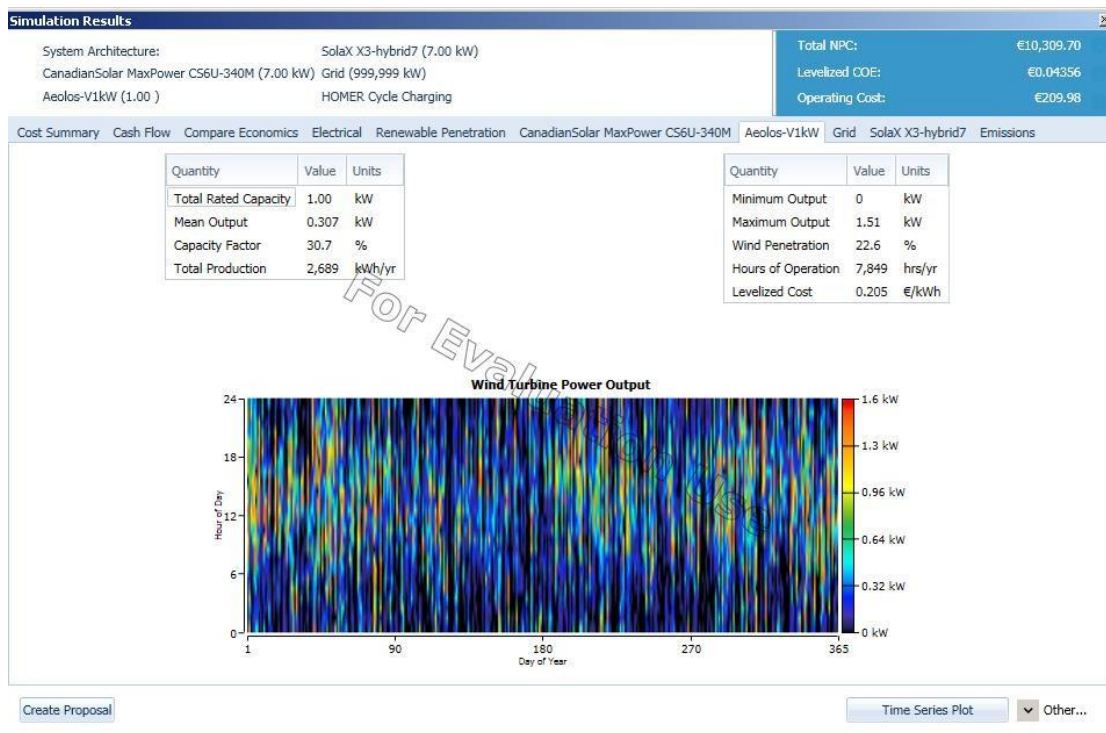 Simulation Results
System Architecture:
CanadianSolar MaxPower CS6U-340M (7.00 kW)
Aeolos-V1kW (1.00 )
SolaX X3-hybrid7 (7.00 kW)
Grid (999,999 kW)
HOMER Cycle Charging
Total NPC: €10,309.70
Levelized COE: €0.04356
Operating Cost: €209.98
Cost Summary Cash Flow Compare Economics Electrical Renewable Penetration CanadianSolar MaxPower CS6U-340M Aeolos-V1kW Grid SolaX X3-hybrid7 Emissions
Quantity Value Units
Total Rated Capacity 1.00 kW
Mean Output 0.307 kW
Capacity Factor 30.7 %
Total Production 2,689 kWh/yr
Quantity Value Units
Minimum Output 0 kW
Maximum Output 1.51 kW
Wind Penetration 22.6 %
Hours of Operation 7,849 hrs/yr
Levelized Cost 0.205 €/kWh
For Evaluation Use
Wind Turbine Power Output
24
18
12
6
0
Hour of Day
1 90 180 270 365
Day of Year
1.6 kW
1.3 kW
0.96 kW
0.64 kW
0.32 kW
0 kW
Create Proposal
Time Series Plot
Other...